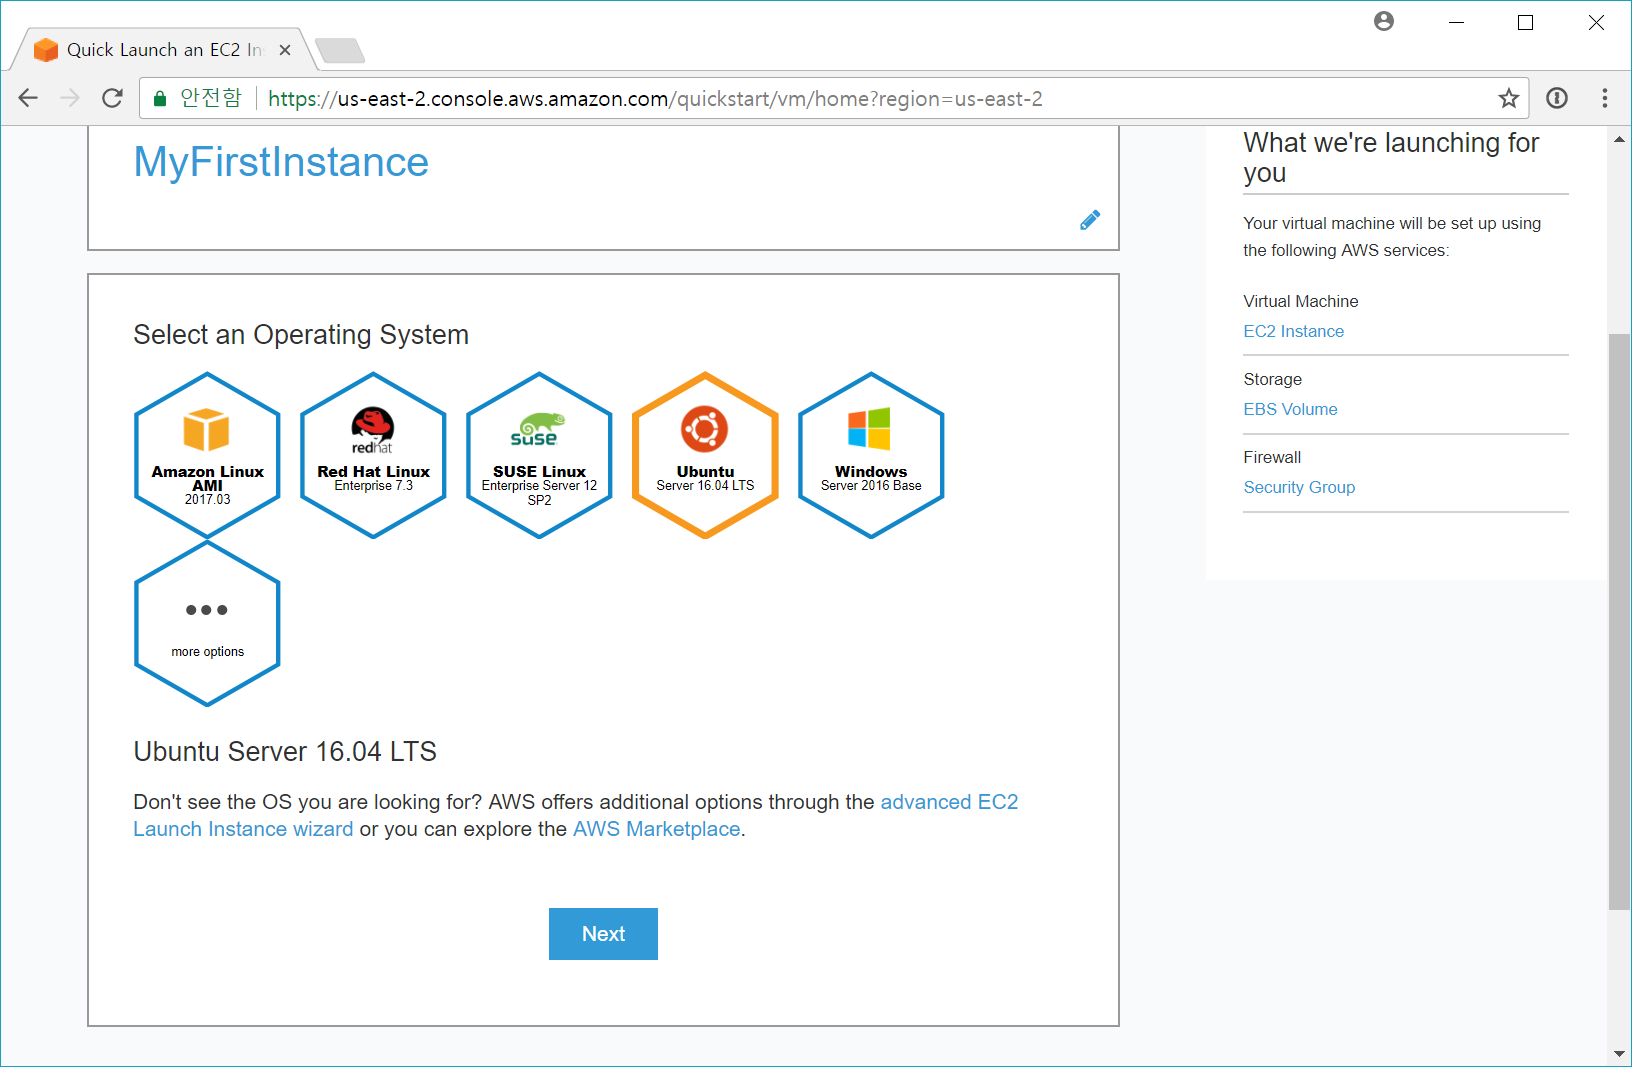 Quick Launch an EC2 In
안전함
https://us-east-2.console.aws.amazon.com/quickstart/vm/home?region=us-east-2
MyFirstInstance
Select an Operating System
Amazon Linux
AMI
2017.03
redhat
Red Hat Linux
Enterprise 7.3
SUSE
SUSE Linux
Enterprise Server 12
SP2
Ubuntu
Server 16.04 LTS
Windows
Server 2016 Base
more options
Ubuntu Server 16.04 LTS
Don't see the OS you are looking for? AWS offers additional options through the advanced EC2
Launch Instance wizard or you can explore the AWS Marketplace.
Next
What we're launching for
you
Your virtual machine will be set up using
the following AWS services:
Virtual Machine
EC2 Instance
Storage
EBS Volume
Firewall
Security Group